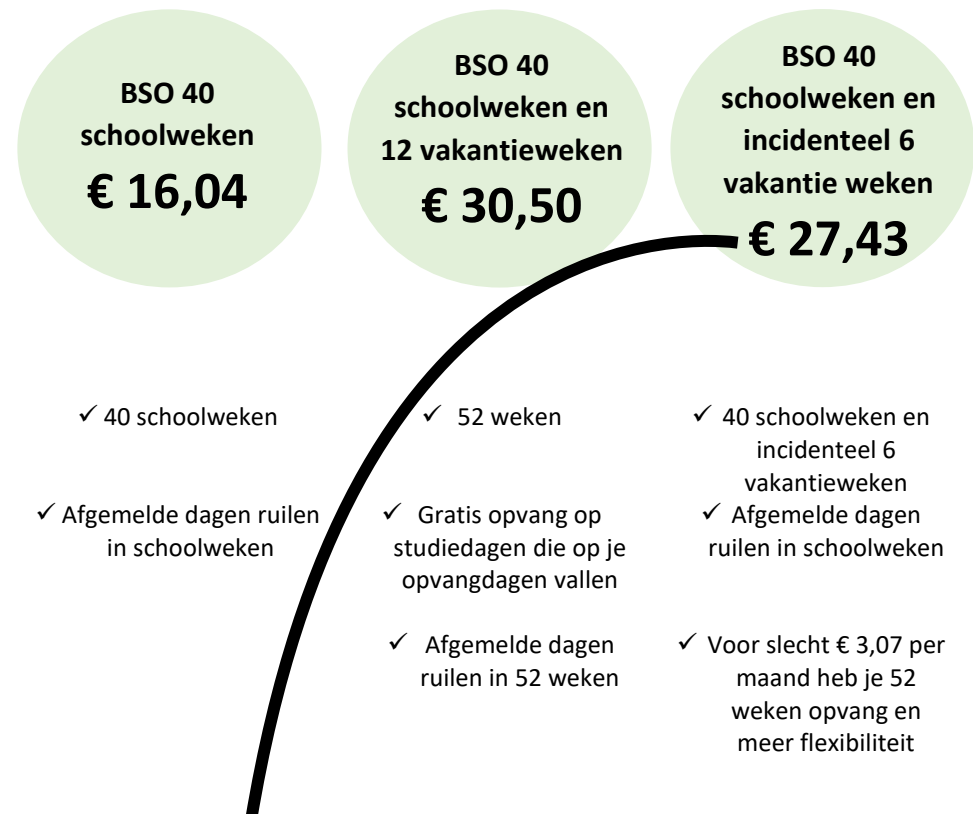 BSO 40
schoolweken
€ 16,04
BSO 40
schoolweken en
12 vakantieweken
€ 30,50
BSO 40
schoolweken en
incidenteel 6
vakantie weken
€ 27,43
✓ 40 schoolweken
✓ Afgemelde dagen ruilen
in schoolweken
✓ 52 weken
✓ Gratis opvang op
studiedagen die op je
opvangdagen vallen
✓ Afgemelde dagen
ruilen in 52 weken
✓ 40 schoolweken en
incidenteel 6
vakantieweken
✓ Afgemelde dagen
ruilen in schoolweken
✓ Voor slecht € 3,07 per
maand heb je 52
weken opvang en
meer flexibiliteit